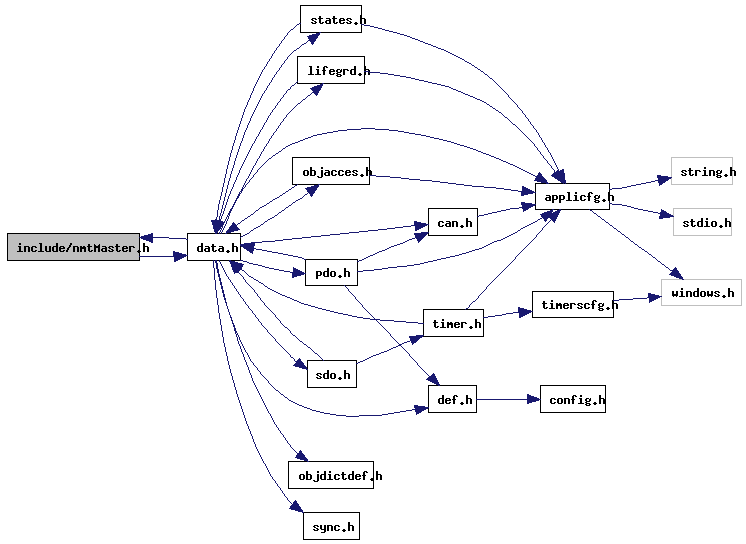 states.h
lifegrd.h
objacces.h
string.h
applicfg.h
can.h
stdio.h
include/nmtMaster.h
data.h
pdo.h
windows.h
timerscfg.h
timer.h
sdo.h
def.h
config.h
objdictdef.h
sync.h